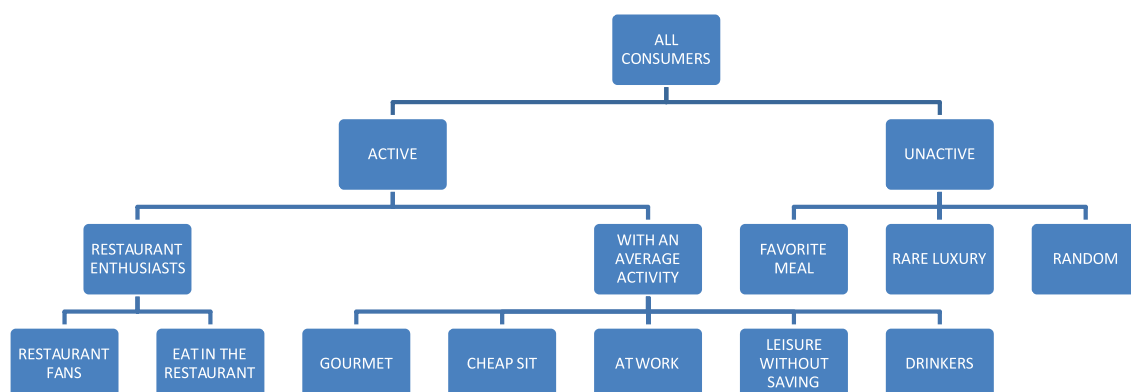 ALL
CONSUMERS
ACTIVE
UNACTIVE
RESTAURANT
ENTHUSIASTS
WITH AN
AVERAGE
ACTIVITY
FAVORITE
MEAL
RARE LUXURY
RANDOM
RESTAURANT
FANS
EAT IN THE
RESTAURANT
GOURMET
CHEAP SIT
AT WORK
LEISURE
WITHOUT
SAVING
DRINKERS